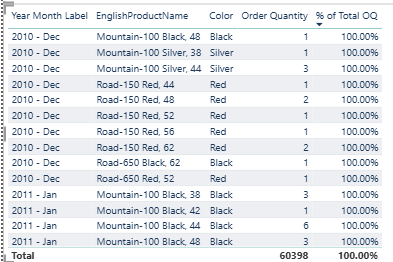 Year Month Label EnglishProductName Color Order Quantity % of Total OQ
2010 - Dec Mountain-100 Black, 48 Black 1 100.00%
2010 - Dec Mountain-100 Silver, 38 Silver 1 100.00%
2010 - Dec Mountain-100 Silver, 44 Silver 3 100.00%
2010 - Dec Road-150 Red, 44 Red 1 100.00%
2010 - Dec Road-150 Red, 48 Red 2 100.00%
2010 - Dec Road-150 Red, 52 Red 1 100.00%
2010 - Dec Road-150 Red, 56 Red 1 100.00%
2010 - Dec Road-150 Red, 62 Red 2 100.00%
2010 - Dec Road-650 Black, 62 Black 1 100.00%
2010 - Dec Road-650 Red, 52 Red 1 100.00%
2011 - Jan Mountain-100 Black, 38 Black 3 100.00%
2011 - Jan Mountain-100 Black, 42 Black 1 100.00%
2011 - Jan Mountain-100 Black, 44 Black 6 100.00%
2011 - Jan Mountain-100 Black, 48 Black 3 100.00%
Total 60398 100.00%